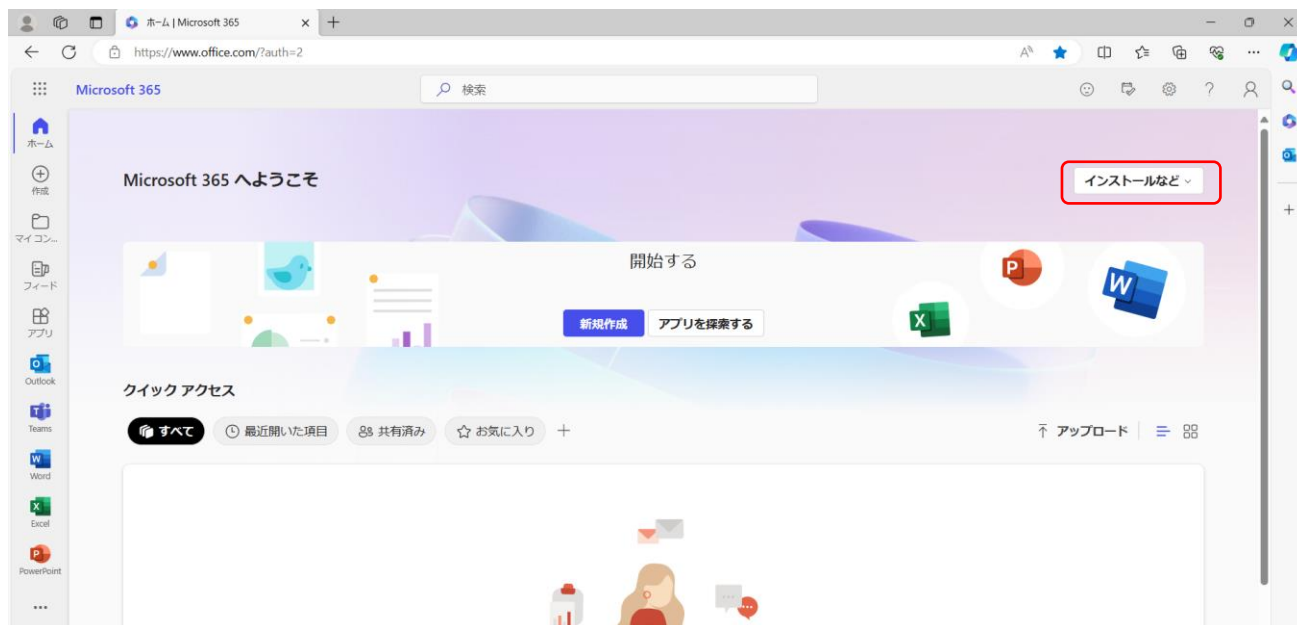 ホーム | Microsoft 365
https://www.office.com/?auth=2
Microsoft 365
検索
ホーム
作成
マイ コン...
フィード
アプリ
Outlook
Teams
Word
Excel
PowerPoint
Microsoft 365 へようこそ
インストールなど
開始する
新規作成
アプリを探索する
クイック アクセス
すべて
最近開いた項目
共有済み
お気に入り
アップロード